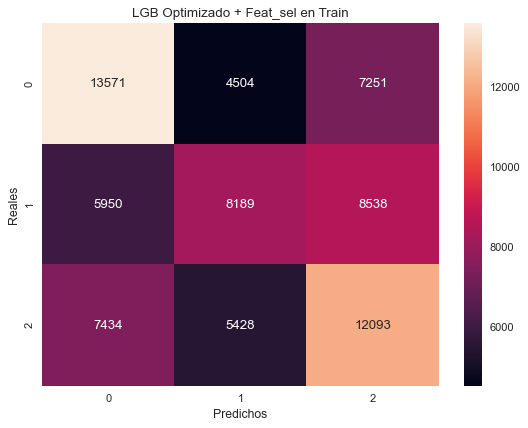 LGB Optimizado + Feat_sel en Train
Reales
0
13571 4504 7251
1
5950 8189 8538
2
7434 5428 12093
0 1 2
Predichos
12000
10000
8000
6000